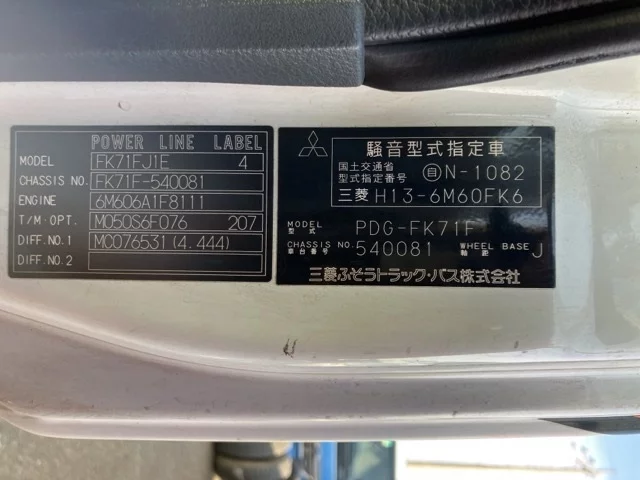 POWER LINE LABEL
MODEL FK71FJ1E 4
CHASSIS NO. FK71F-540081
ENGINE 6M606A1F8111
T/M・OPT. M050S6F076 207
DIFF.NO.1 MC076531(4.444)
DIFF.NO.2
騒音型式指定車
国土交通省
型式指定番号 自N-1082
三菱 H13-6M60FK6
MODEL 型式 PDG-FK71F
CHASSIS NO. 車台番号 540081 WHEEL BASE 軸距 J
三菱ふそうトラック・バス株式会社